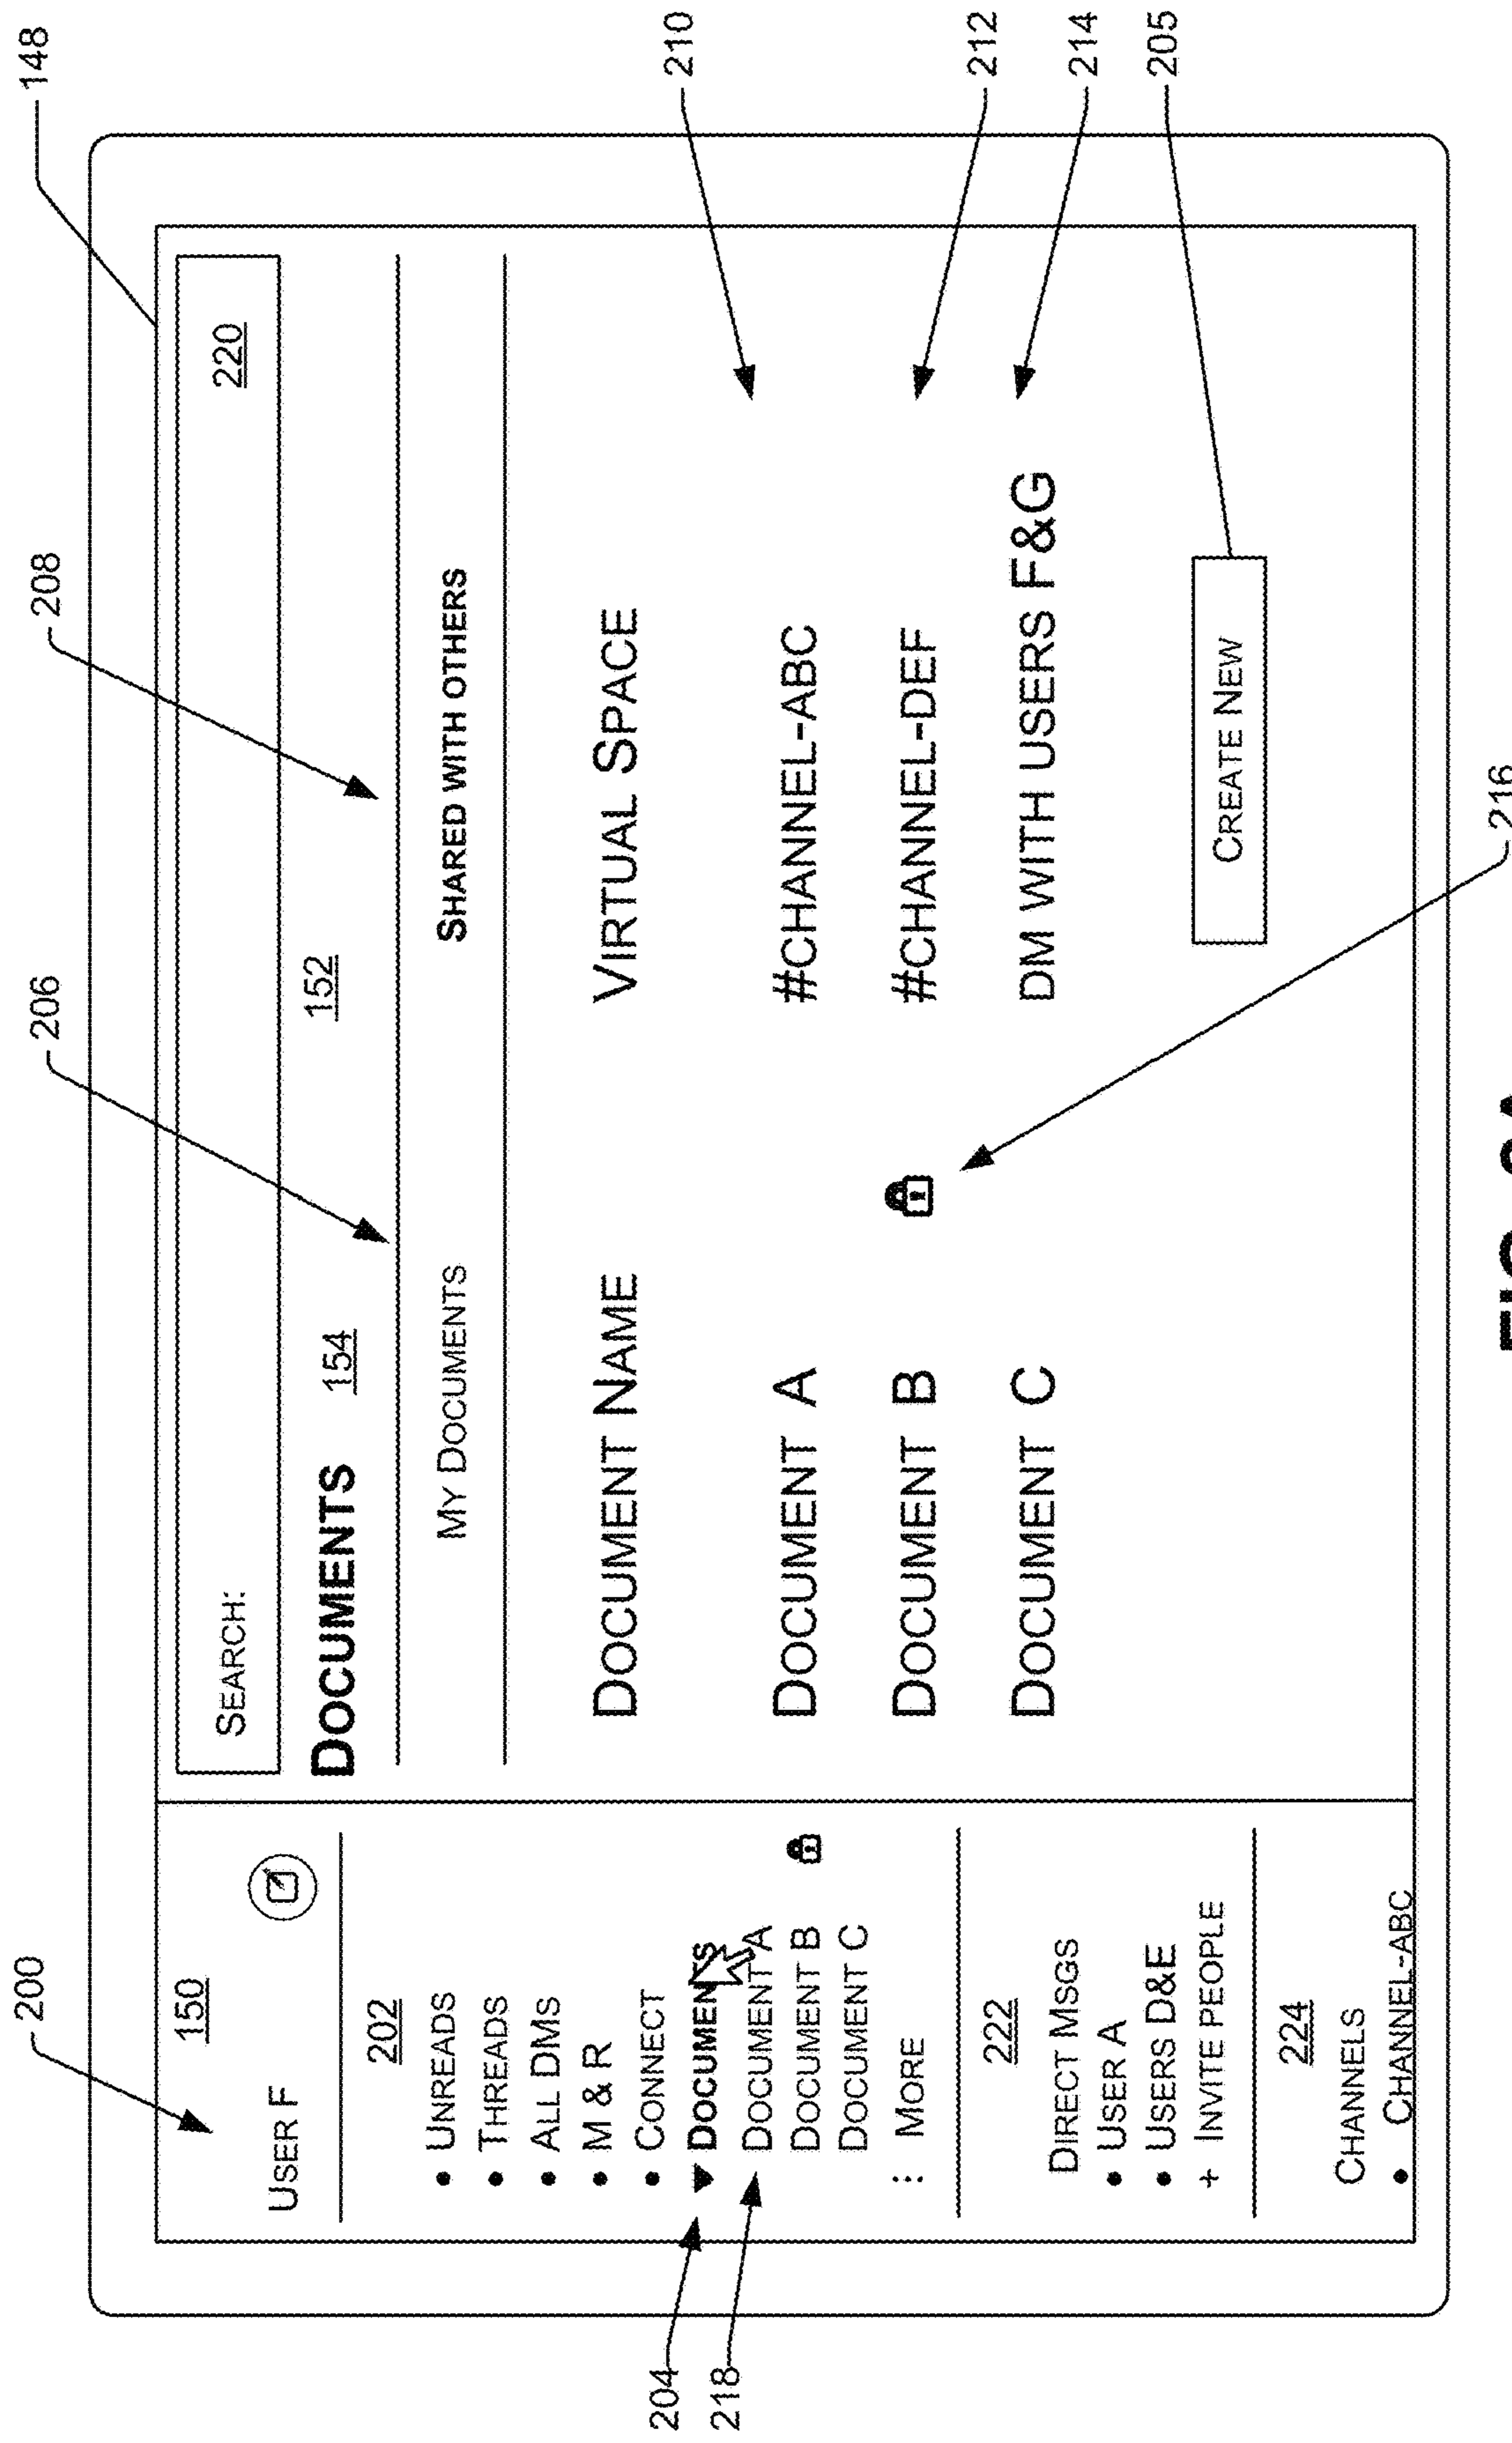 200
206
208
148
150
USER F
202
• UNREADS
• THREADS
• ALL DMS
• M & R
• CONNECT
204
DOCUMENTS
218
DOCUMENT A
DOCUMENT B
DOCUMENT C
⋮ MORE
222
DIRECT MSGS
• USER A
• USERS D&E
+ INVITE PEOPLE
224
CHANNELS
• CHANNEL-ABC
SEARCH:
220
DOCUMENTS 154
152
MY DOCUMENTS
SHARED WITH OTHERS
DOCUMENT NAME
VIRTUAL SPACE
210
DOCUMENT A
#CHANNEL-ABC
212
DOCUMENT B
#CHANNEL-DEF
214
DOCUMENT C
DM WITH USERS F&G
205
CREATE NEW
216